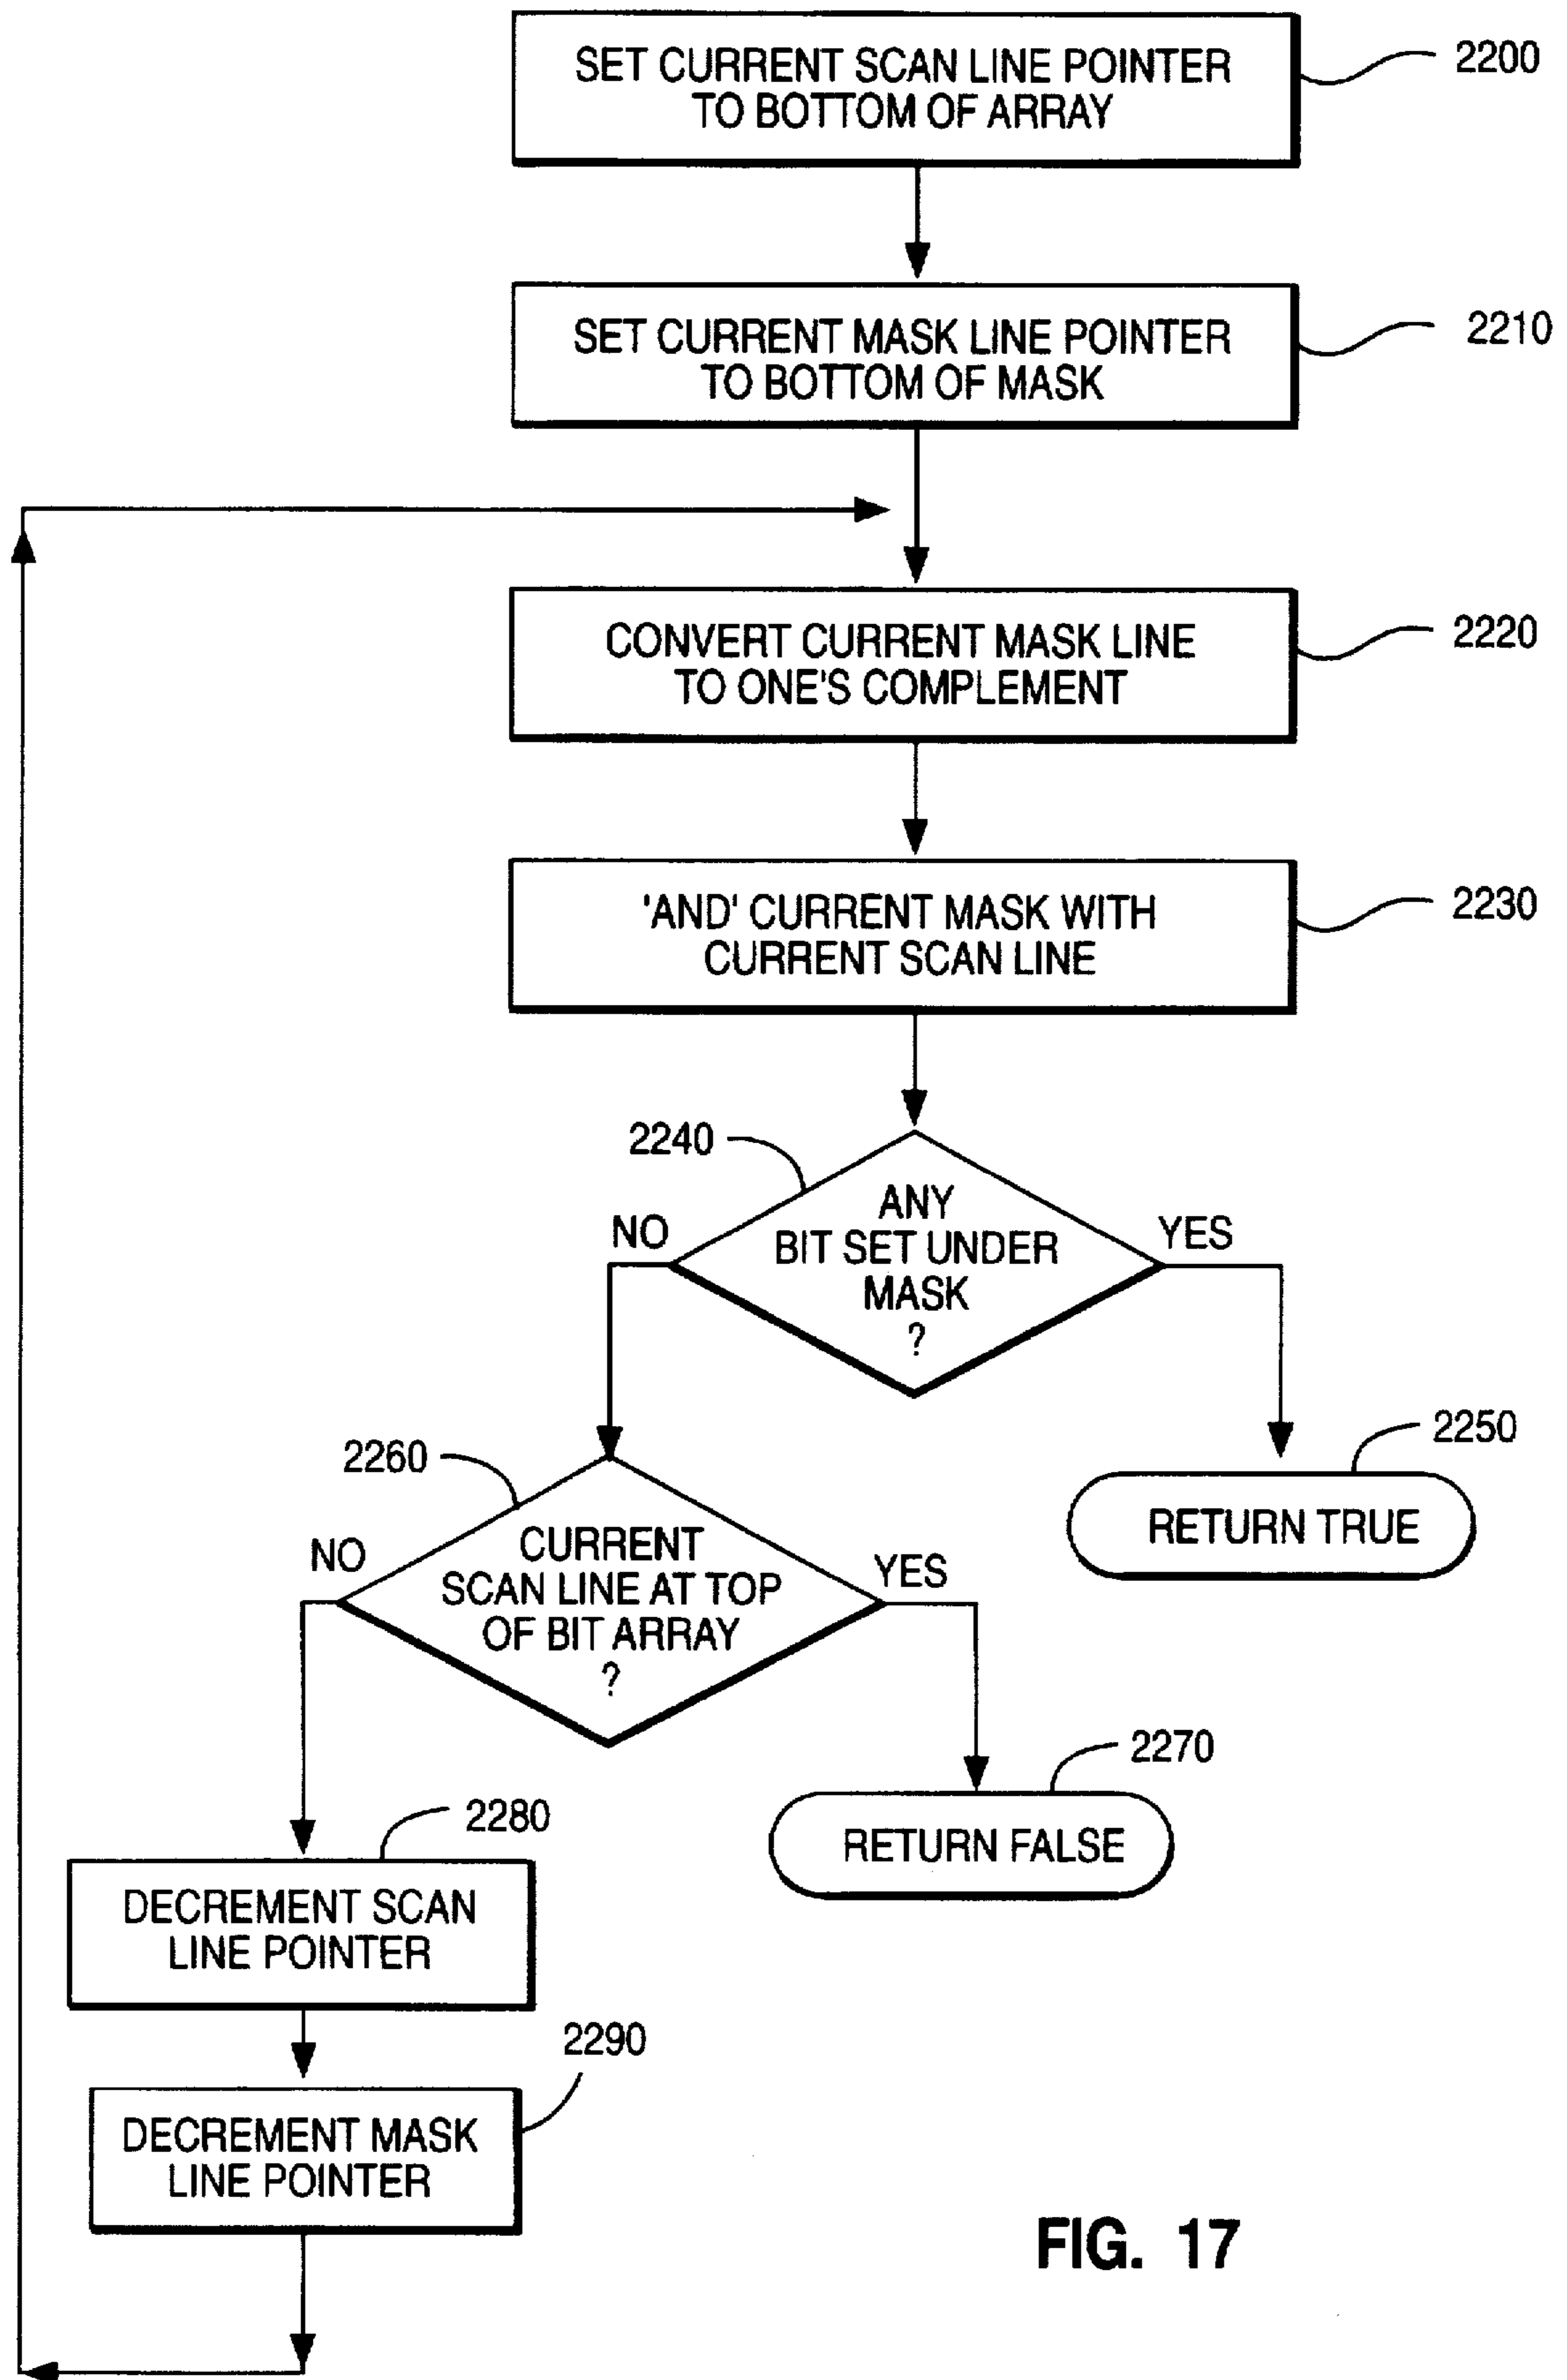 SET CURRENT SCAN LINE POINTER
TO BOTTOM OF ARRAY
2200
SET CURRENT MASK LINE POINTER
TO BOTTOM OF MASK
2210
CONVERT CURRENT MASK LINE
TO ONE'S COMPLEMENT
2220
'AND' CURRENT MASK WITH
CURRENT SCAN LINE
2230
2240
ANY
BIT SET UNDER
MASK
?
NO
YES
2250
RETURN TRUE
2260
CURRENT
SCAN LINE AT TOP
OF BIT ARRAY
?
NO
YES
2270
RETURN FALSE
2280
DECREMENT SCAN
LINE POINTER
2290
DECREMENT MASK
LINE POINTER
FIG. 17